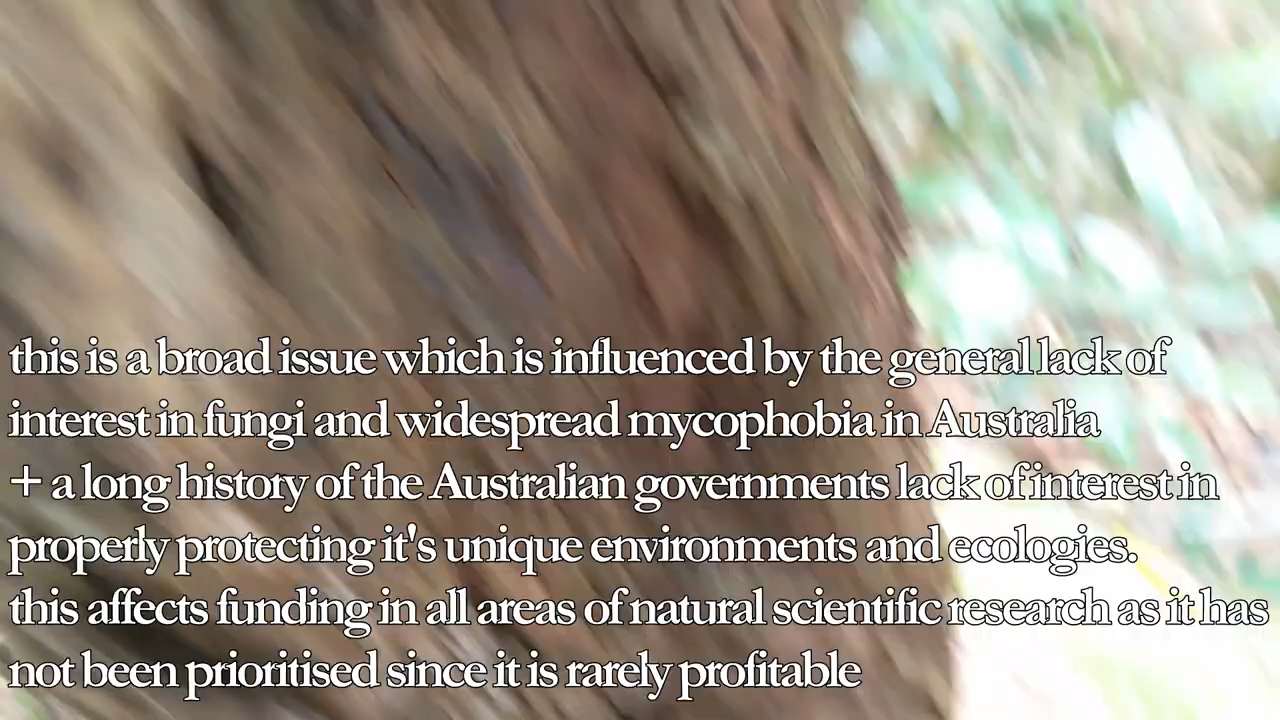 this is a broad issue which is influenced by the general lack of
interest in fungi and widespread mycophobia in Australia
+ a long history of the Australian governments lack of interest in
properly protecting it's unique environments and ecologies.
this affects funding in all areas of natural scientific research as it has
not been prioritised since it is rarely profitable